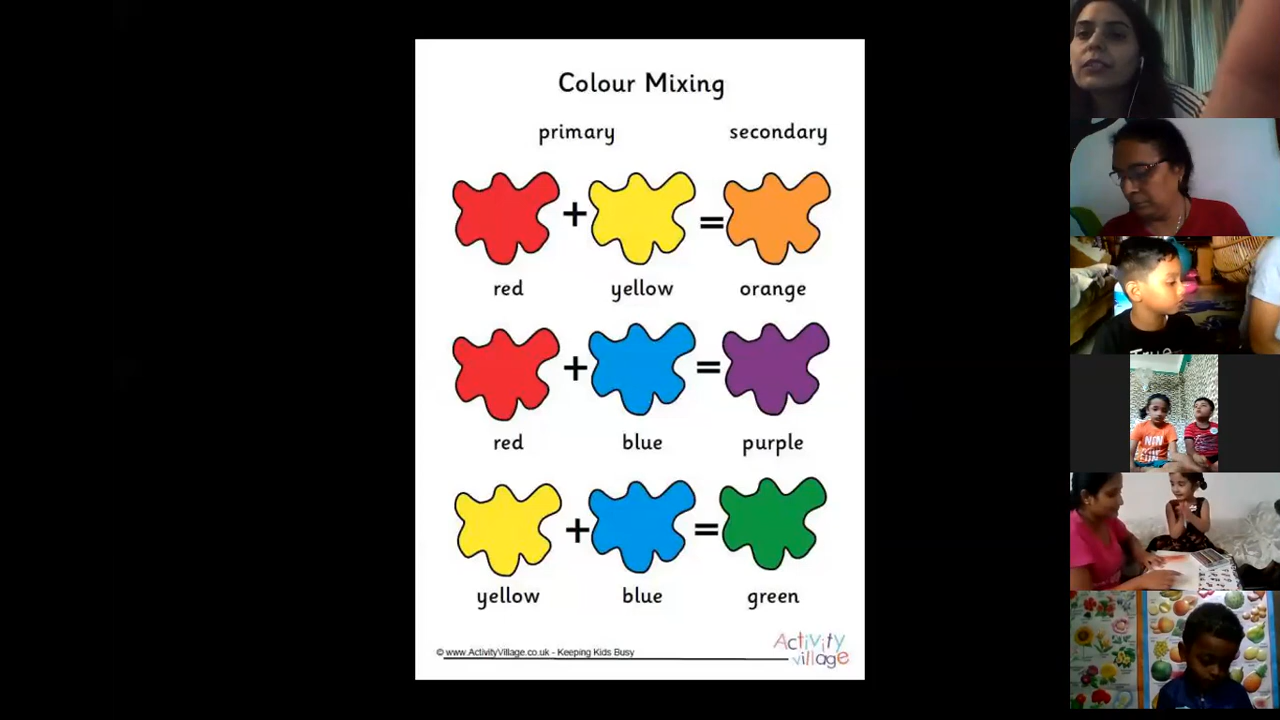 Colour Mixing
primary secondary
+ =
red yellow orange
+ =
red blue purple
+ =
yellow blue green
© www.ActivityVillage.co.uk - Keeping Kids Busy
Activity
village
NIN